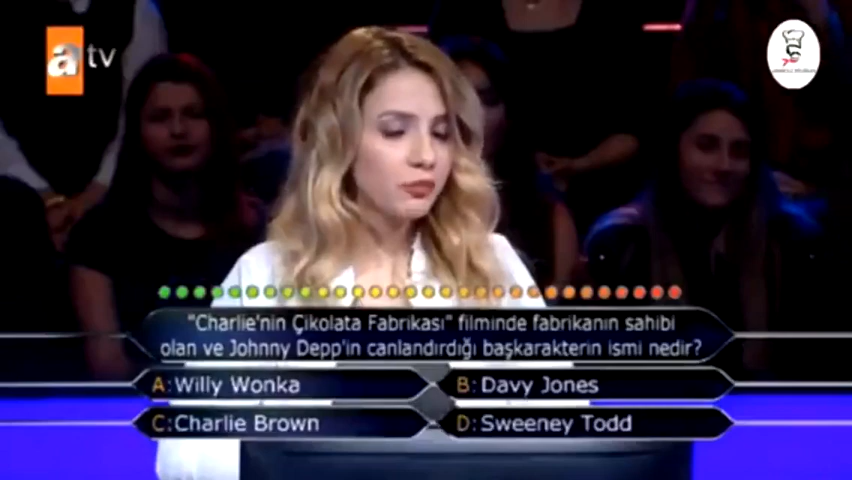 atv
"Charlie'nin Çikolata Fabrikası" filminde fabrikanın sahibi
olan ve Johnny Depp'in canlandırdığı başkarakterin ismi nedir?
A: Willy Wonka
B: Davy Jones
C: Charlie Brown
D: Sweeney Todd